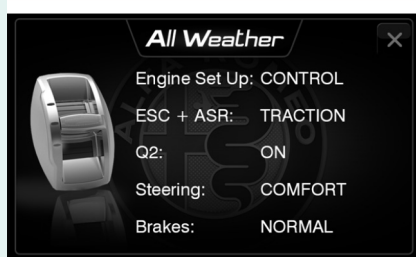 All Weather
Engine Set Up: CONTROL
ESC + ASR: TRACTION
Q2: ON
Steering: COMFORT
Brakes: NORMAL